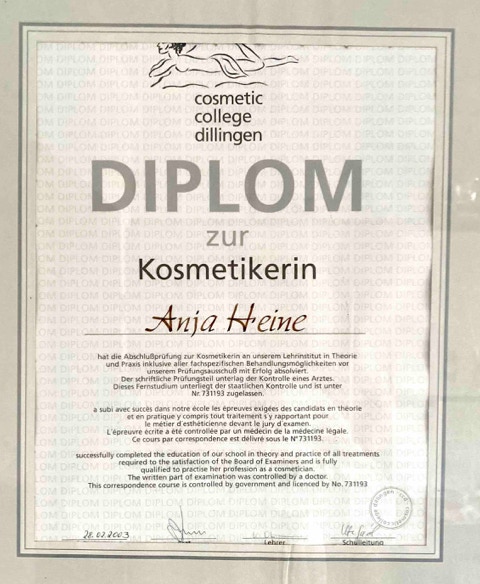 cosmetic
college
dillingen
DIPLOM
zur
Kosmetikerin
Anja Heine
hat die Abschlußprüfung zur Kosmetikerin an unserem Lehrinstitut in Theorie
und Praxis inklusive aller fachspezifischen Behandlungsmöglichkeiten vor
unserem Prüfungsausschuß mit Erfolg absolviert.
Der schriftliche Prüfungsteil unterlag der Kontrolle eines Arztes.
Dieses Fernstudium unterliegt der staatlichen Kontrolle und ist unter
Nr. 731193 zugelassen.
a subi avec succès dans notre école les épreuves exigées des candidats en théorie
et en pratique y compris tout traitement s'y rapportant pour
le métier d'esthéticienne devant le jury d'examen.
L'épreuve écrite a été controllée par un médecin de la médecine légale.
Ce cours par correspondence est délivré sous le N°731193.
successfully completed the education of our school in theory and practice of all treatments
required to the satisfaction of the Board of Examiners and is fully
qualified to practise her profession as a cosmetician.
The written part of examination was controlled by a doctor.
This correspondence course is controlled by government and licenced by No. 731193
28.02.2003
Lehrer
Schulleitung